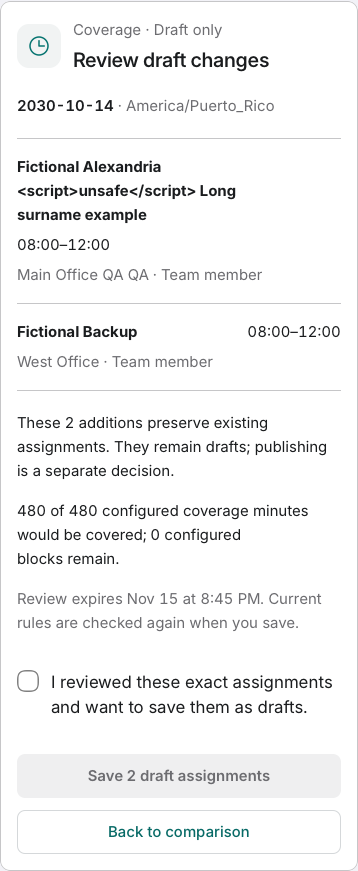 Coverage · Draft only
Review draft changes
2030-10-14 · America/Puerto_Rico
Fictional Alexandria
<script>unsafe</script> Long
surname example
08:00–12:00
Main Office QA QA · Team member
Fictional Backup 08:00–12:00
West Office · Team member
These 2 additions preserve existing
assignments. They remain drafts; publishing
is a separate decision.
480 of 480 configured coverage minutes
would be covered; 0 configured
blocks remain.
Review expires Nov 15 at 8:45 PM. Current
rules are checked again when you save.
I reviewed these exact assignments
and want to save them as drafts.
Save 2 draft assignments
Back to comparison